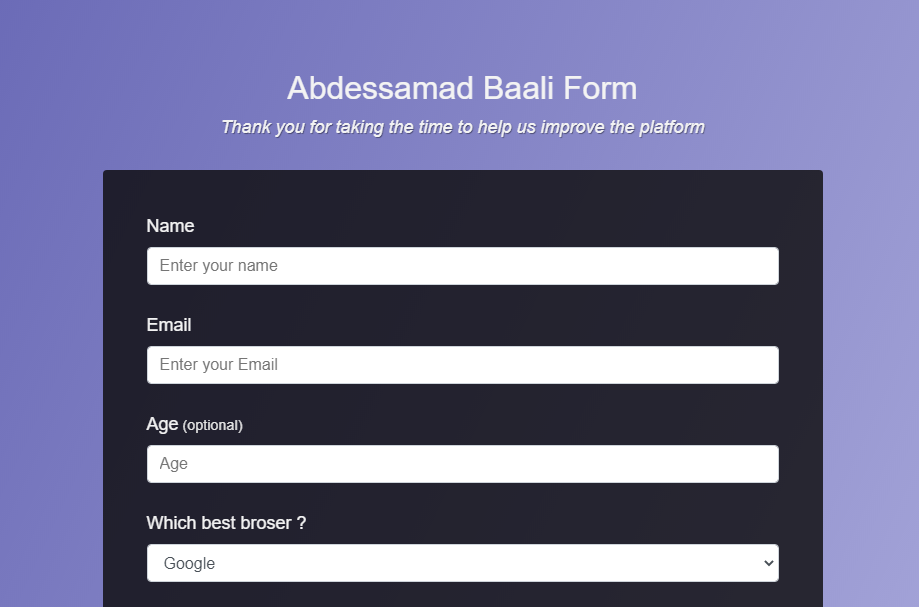 Abdessamad Baali Form
Thank you for taking the time to help us improve the platform
Name
Enter your name
Email
Enter your Email
Age (optional)
Age
Which best broser ?
Google